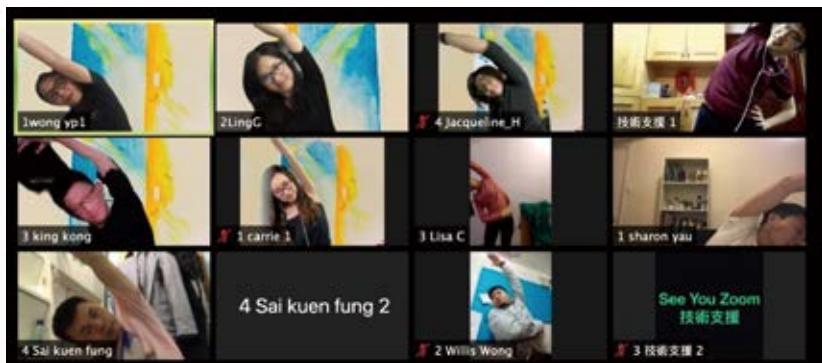 1wong yp1
2LingG
4 Jacqueline_H
技術支援 1
3 king kong
1 carrie 1
3 Lisa C
1 sharon yau
4 Sai kuen fung
4 Sai kuen fung 2
2 Willis Wong
See You Zoom
技術支援
3 技術支援 2